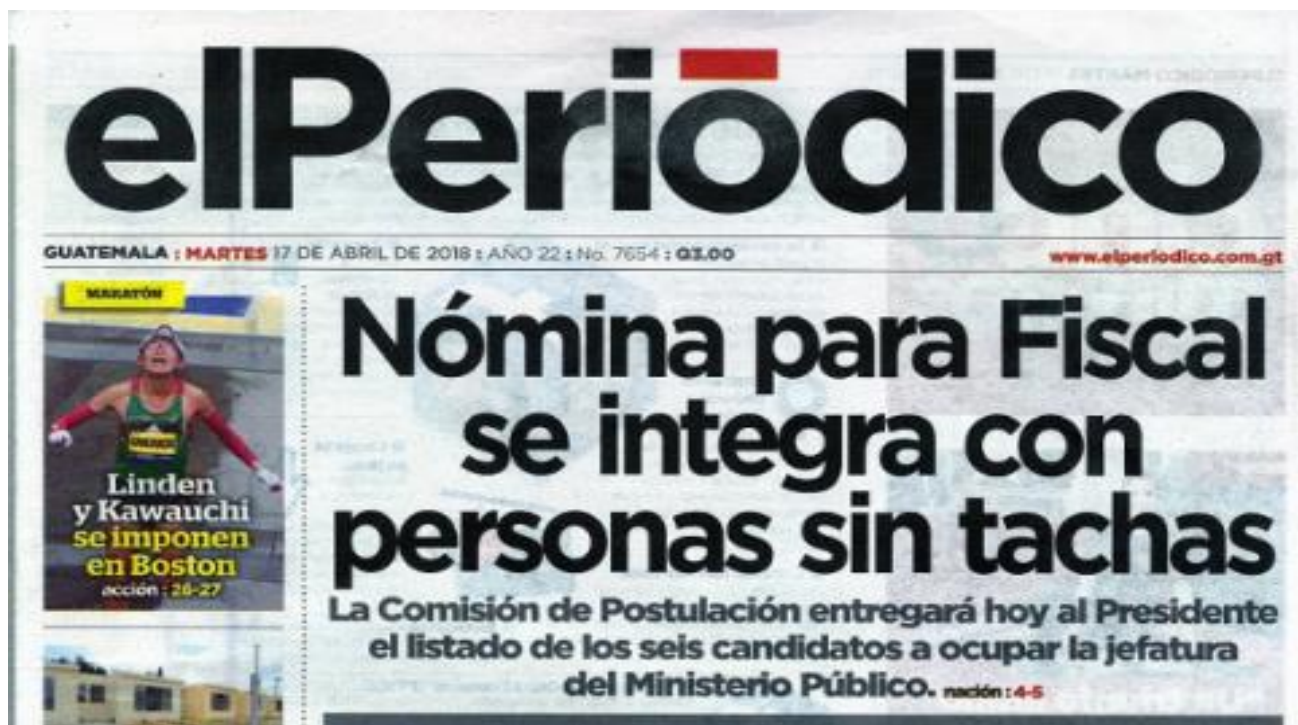 elPeriódico
GUATEMALA : MARTES 17 DE ABRIL DE 2018 : AÑO 22 : No. 7654 : Q3.00
www.elperiodico.com.gt
MARATÓN
Linden
y Kawauchi
se imponen
en Boston
acción : 26-27
Nómina para Fiscal
se integra con
personas sin tachas
La Comisión de Postulación entregará hoy al Presidente
el listado de los seis candidatos a ocupar la jefatura
del Ministerio Público. nación : 4-5